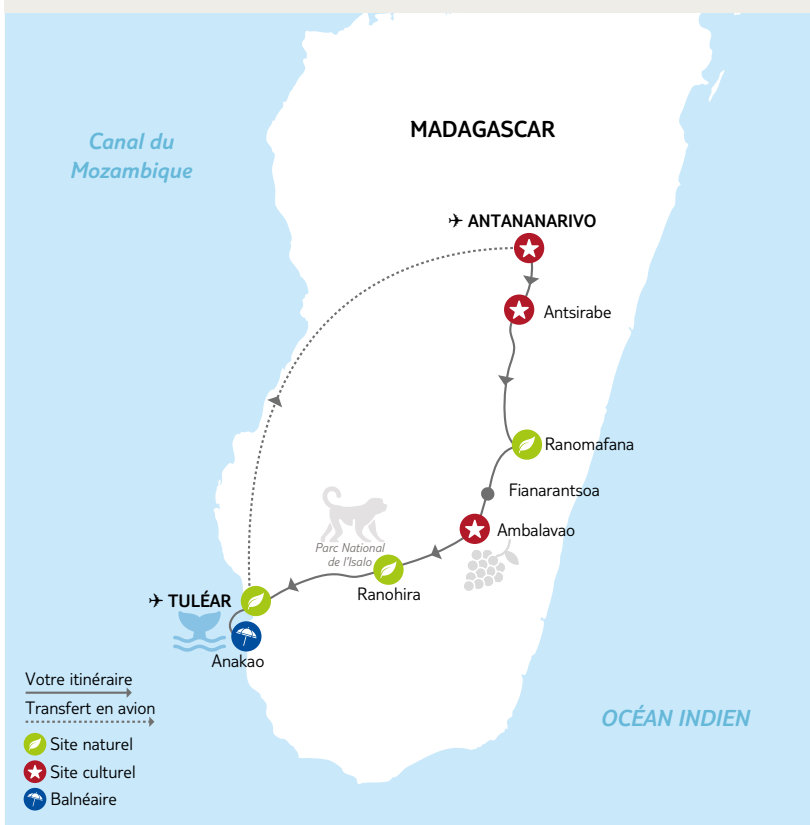 MADAGASCAR
Canal du
Mozambique
ANTANANARIVO
Antsirabe
Ranomafana
Fianarantsoa
Ambalavao
Parc National
de l'Isalo
Ranohira
TULÉAR
Anakao
Votre itinéraire
Transfert en avion
OCÉAN INDIEN
Site naturel
Site culturel
Balnéaire